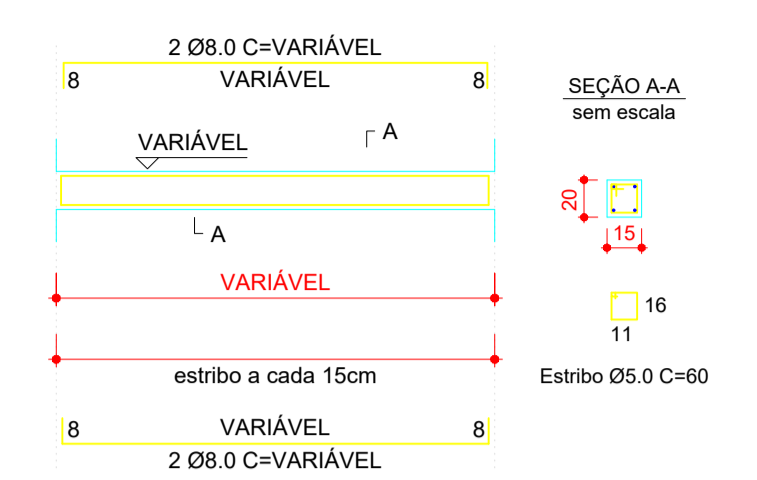 2 Ø8.0 C=VARIÁVEL
8 VARIÁVEL 8
SEÇÃO A-A
sem escala
VARIÁVEL
A
A
20
15
VARIÁVEL
16
11
estribo a cada 15cm
Estribo Ø5.0 C=60
8 VARIÁVEL 8
2 Ø8.0 C=VARIÁVEL